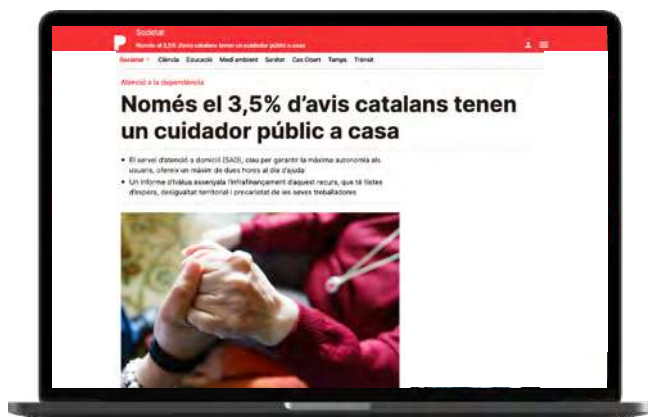 Societat
Només el 3,5% d'avis catalans tenen un cuidador públic a casa
Societat Ciència Educació Medi ambient Sanitat Cas Obert Temps Trànsit
Atenció a la dependència
Només el 3,5% d'avis catalans tenen
un cuidador públic a casa
• El servei d'atenció a domicili (SAD), clau per garantir la màxima autonomia als
usuaris, ofereix un màxim de dues hores al dia d'ajuda
• Un informe d'Ivàlua assenyala l'infrafinançament d'aquest recurs, que té llistes
d'espera, desigualtat territorial i precarietat de les seves treballadores